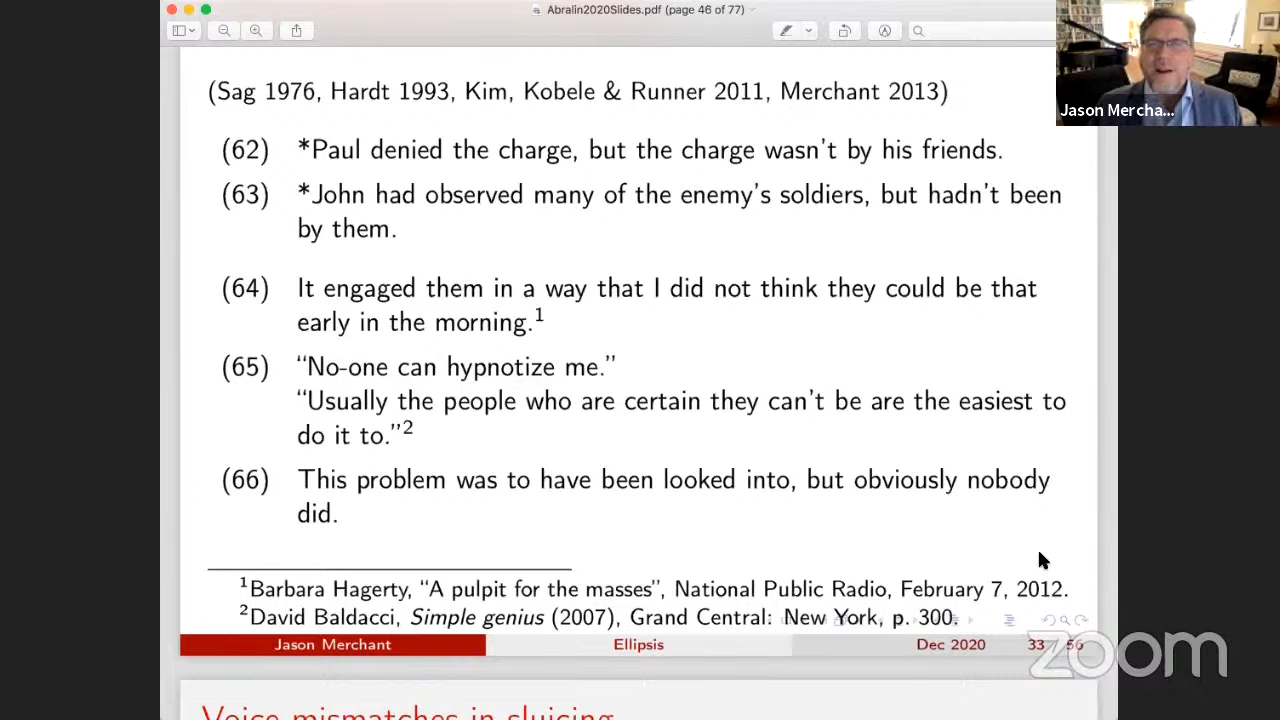 Abralin2020Slides.pdf (page 46 of 77)
Jason Mercha...
(Sag 1976, Hardt 1993, Kim, Kobele & Runner 2011, Merchant 2013)
(62) *Paul denied the charge, but the charge wasn't by his friends.
(63) *John had observed many of the enemy's soldiers, but hadn't been
by them.
(64) It engaged them in a way that I did not think they could be that
early in the morning.¹
(65) “No-one can hypnotize me.”
“Usually the people who are certain they can't be are the easiest to
do it to.”²
(66) This problem was to have been looked into, but obviously nobody
did.
¹Barbara Hagerty, “A pulpit for the masses”, National Public Radio, February 7, 2012.
²David Baldacci, Simple genius (2007), Grand Central: New York, p. 300.
Jason Merchant Ellipsis Dec 2020 33 56
zoom
Voice mismatches in sluicing